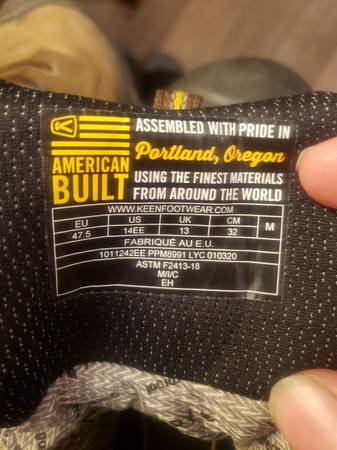 ASSEMBLED WITH PRIDE IN
Portland, Oregon
AMERICAN
BUILT
USING THE FINEST MATERIALS
FROM AROUND THE WORLD
WWW.KEENFOOTWEAR.COM
EU US UK CM M
47.5 14EE 13 32
FABRIQUÉ AU E.U.
1011242EE PPM8991 LYC 010320
ASTM F2413-18
M/I/C
EH